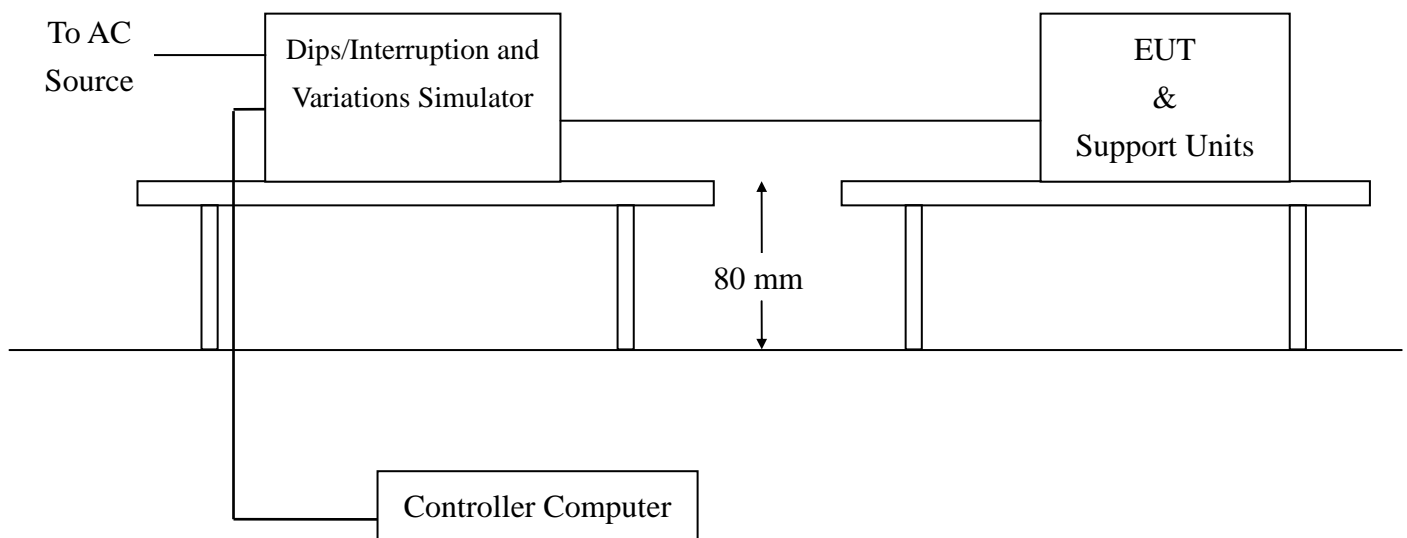 To AC
Source
Dips/Interruption and
Variations Simulator
EUT
&
Support Units
80 mm
Controller Computer